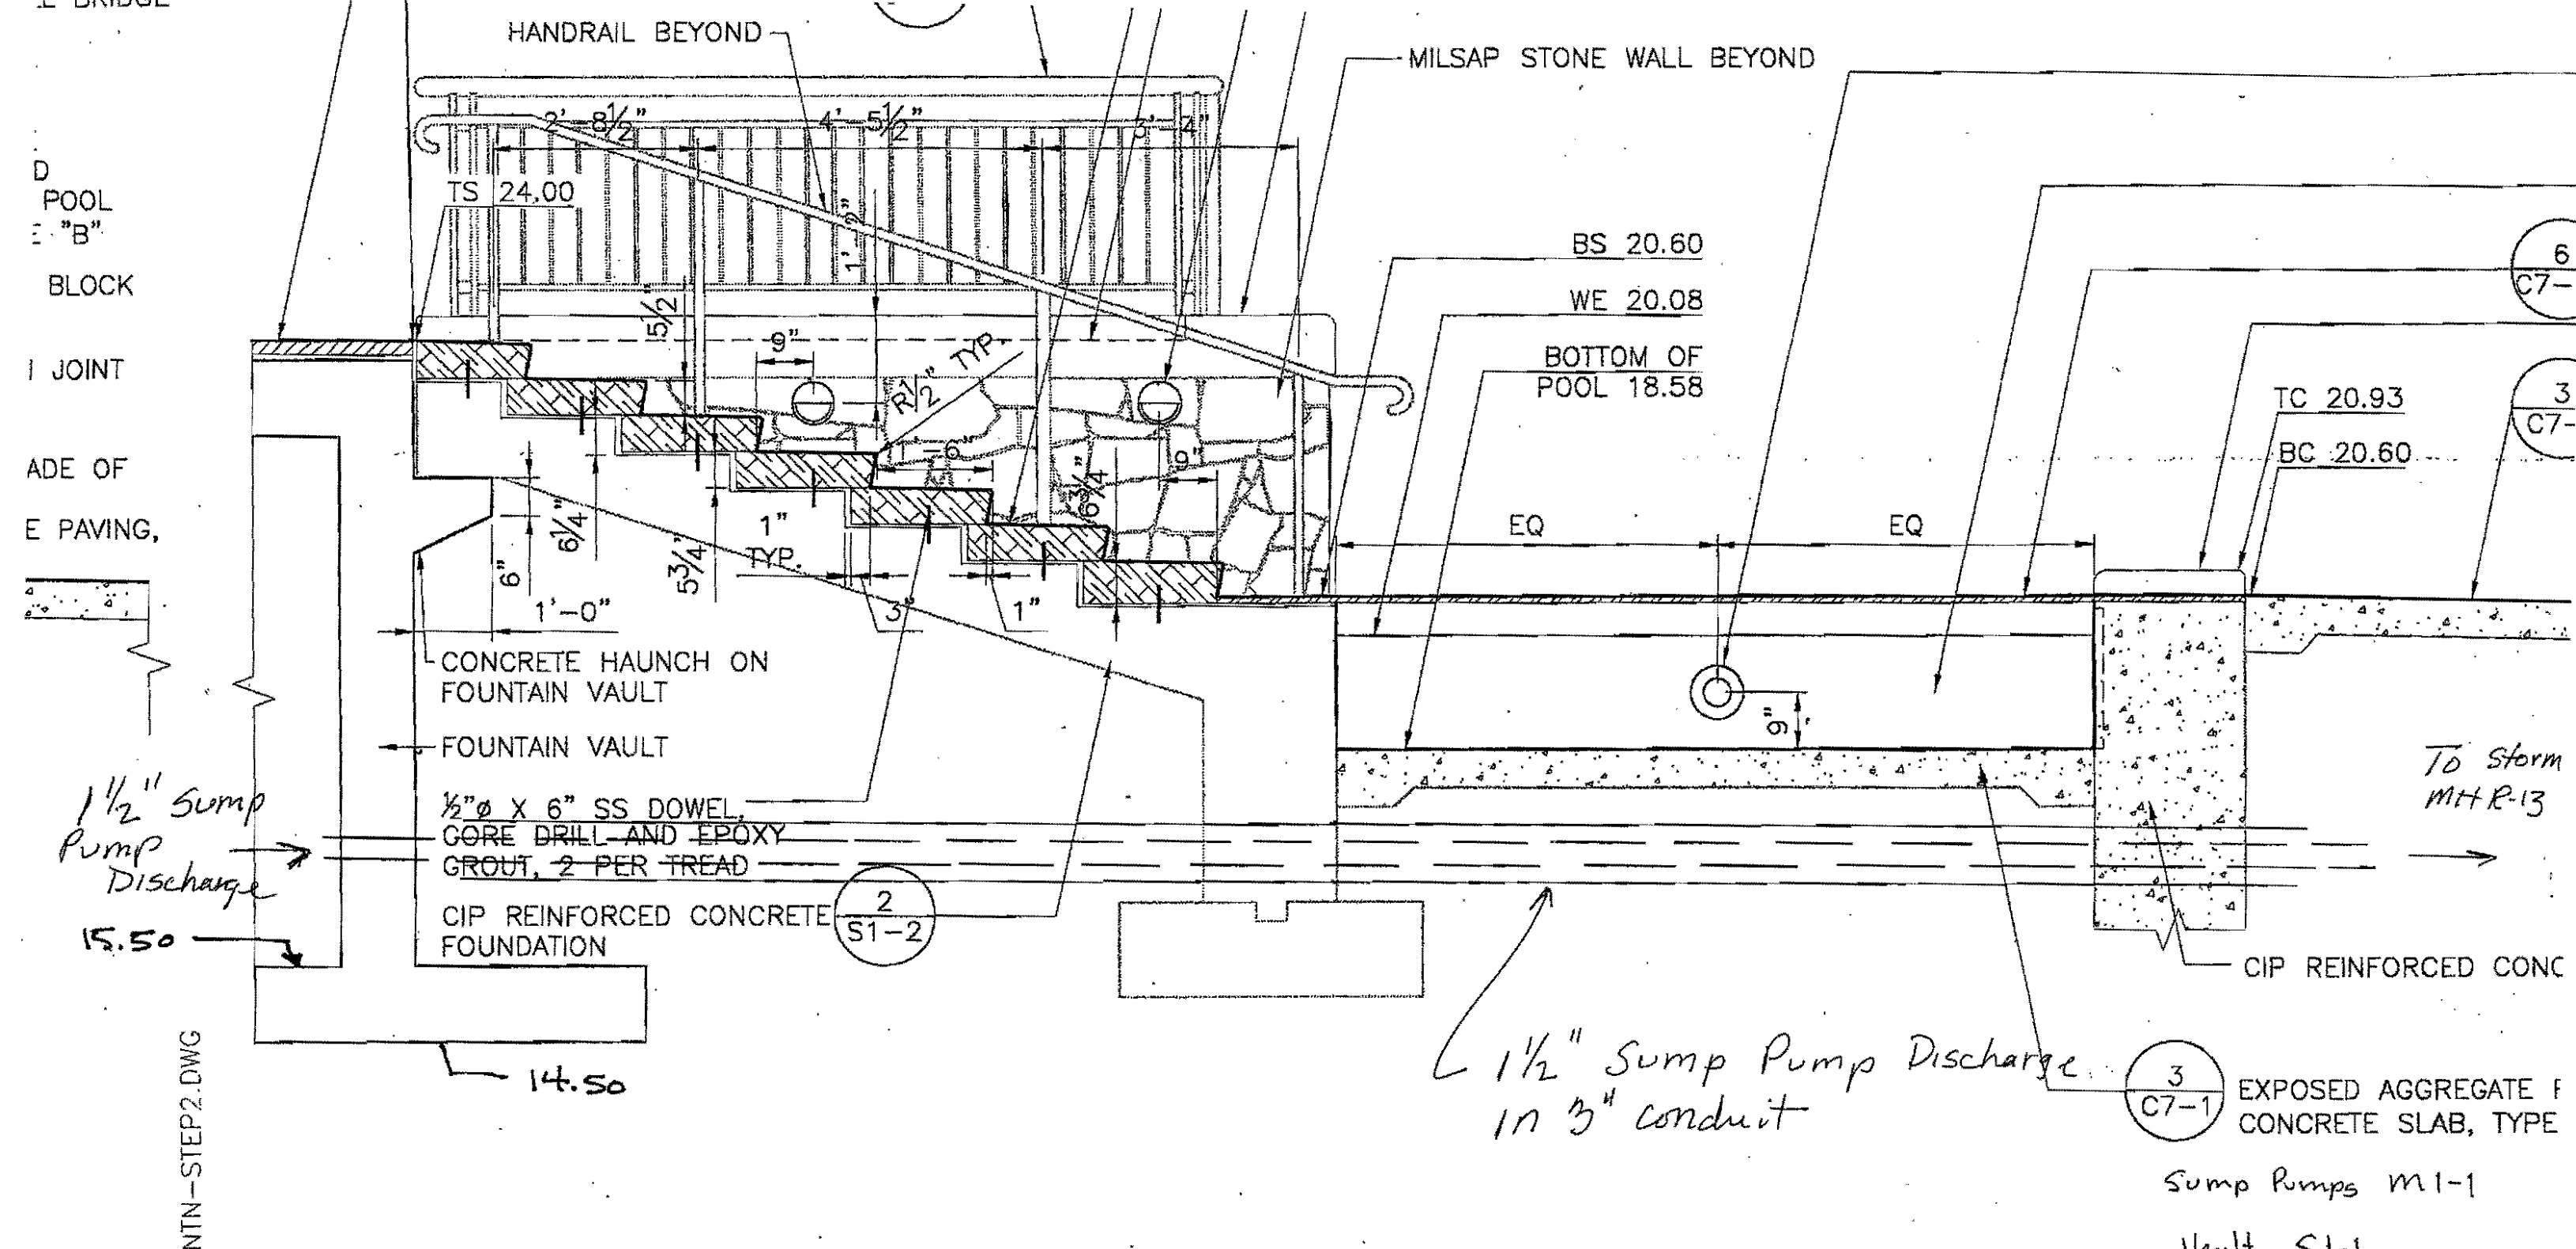 BRIDGE
HANDRAIL BEYOND
MILSAP STONE WALL BEYOND
2'-8½"
4'-5½"
3'-4"
D
POOL
"B"
BLOCK
TS 24.00
5½"
9"
R½" TYP.
BS 20.60
WE 20.08
BOTTOM OF
POOL 18.58
6
C7-
3
C7-
TC 20.93
BC 20.60
JOINT
ADE OF
E PAVING,
6¾"
9"
EQ
EQ
6¼"
6"
5¾"
1"
TYP.
1'-0"
3"
1"
CONCRETE HAUNCH ON
FOUNTAIN VAULT
FOUNTAIN VAULT
9"
To Storm
MH R-13
1½" Sump
Pump
Discharge
½"ø X 6" SS DOWEL,
CORE DRILL AND EPOXY
GROUT, 2 PER TREAD
CIP REINFORCED CONCRETE
FOUNDATION
2
S1-2
15.50
14.50
CIP REINFORCED CONC
1½" Sump Pump Discharge
in 3" conduit
3
C7-1
EXPOSED AGGREGATE F
CONCRETE SLAB, TYPE
Sump Pumps M1-1
NTN-STEP2.DWG